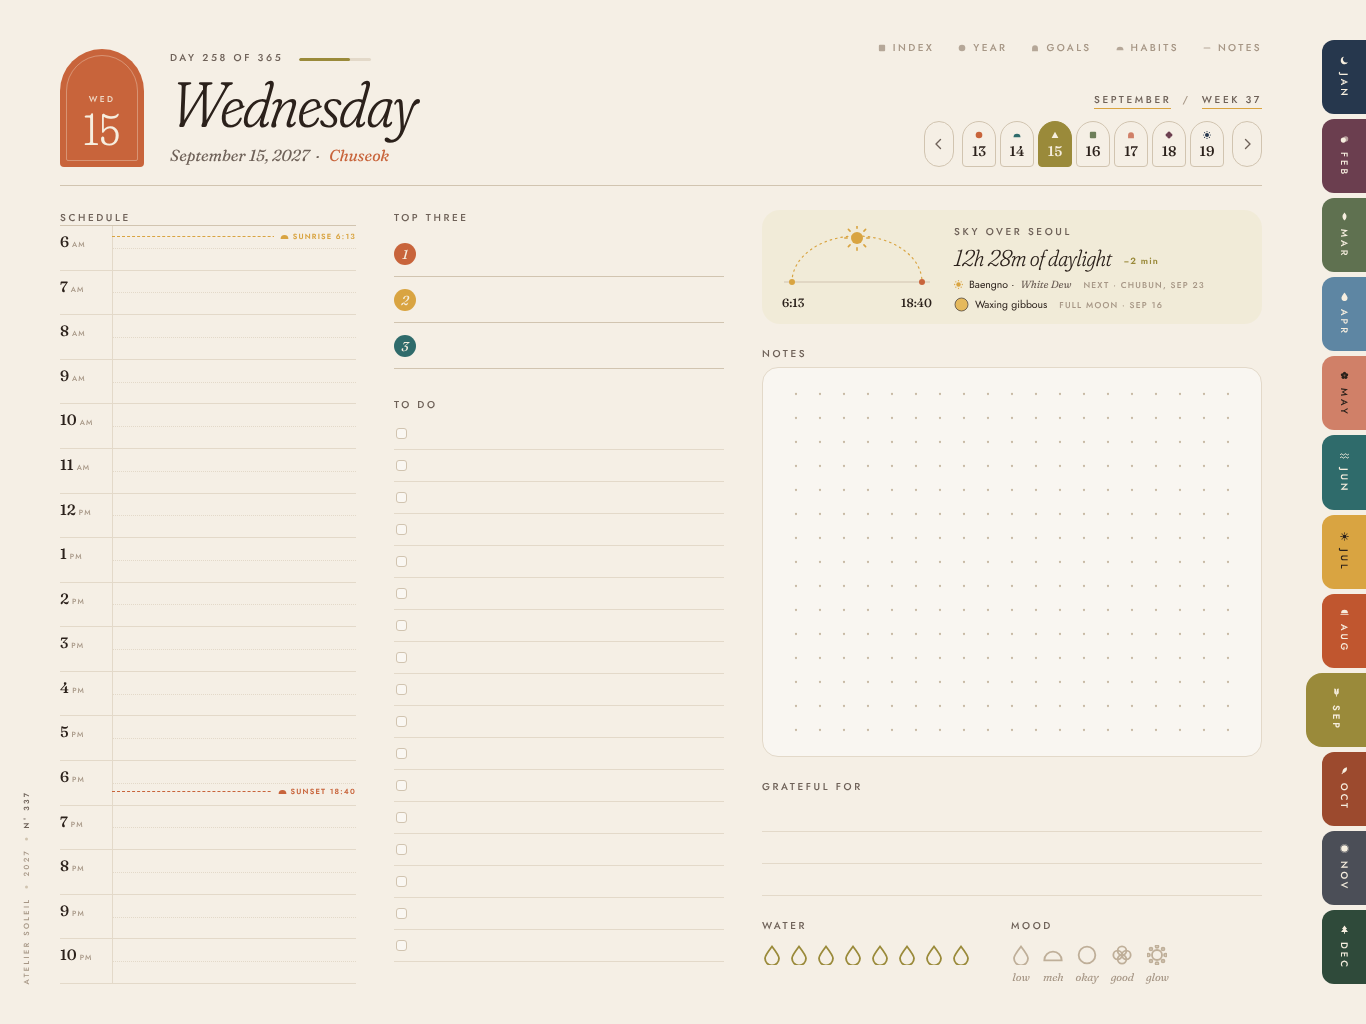 INDEX
YEAR
GOALS
HABITS
NOTES
WED
15
DAY 258 OF 365
Wednesday
September 15, 2027 · Chuseok
SEPTEMBER / WEEK 37
13
14
15
16
17
18
19
SCHEDULE
6 AM
SUNRISE 6:13
7 AM
8 AM
9 AM
10 AM
11 AM
12 PM
1 PM
2 PM
3 PM
4 PM
5 PM
6 PM
SUNSET 18:40
7 PM
8 PM
9 PM
10 PM
TOP THREE
1
2
3
TO DO
SKY OVER SEOUL
12h 28m of daylight −2 min
Baengno · White Dew NEXT · CHUBUN, SEP 23
Waxing gibbous FULL MOON · SEP 16
6:13
18:40
NOTES
GRATEFUL FOR
WATER
MOOD
low
meh
okay
good
glow
JAN
FEB
MAR
APR
MAY
JUN
JUL
AUG
SEP
OCT
NOV
DEC
ATELIER SOLEIL • 2027 • N° 337